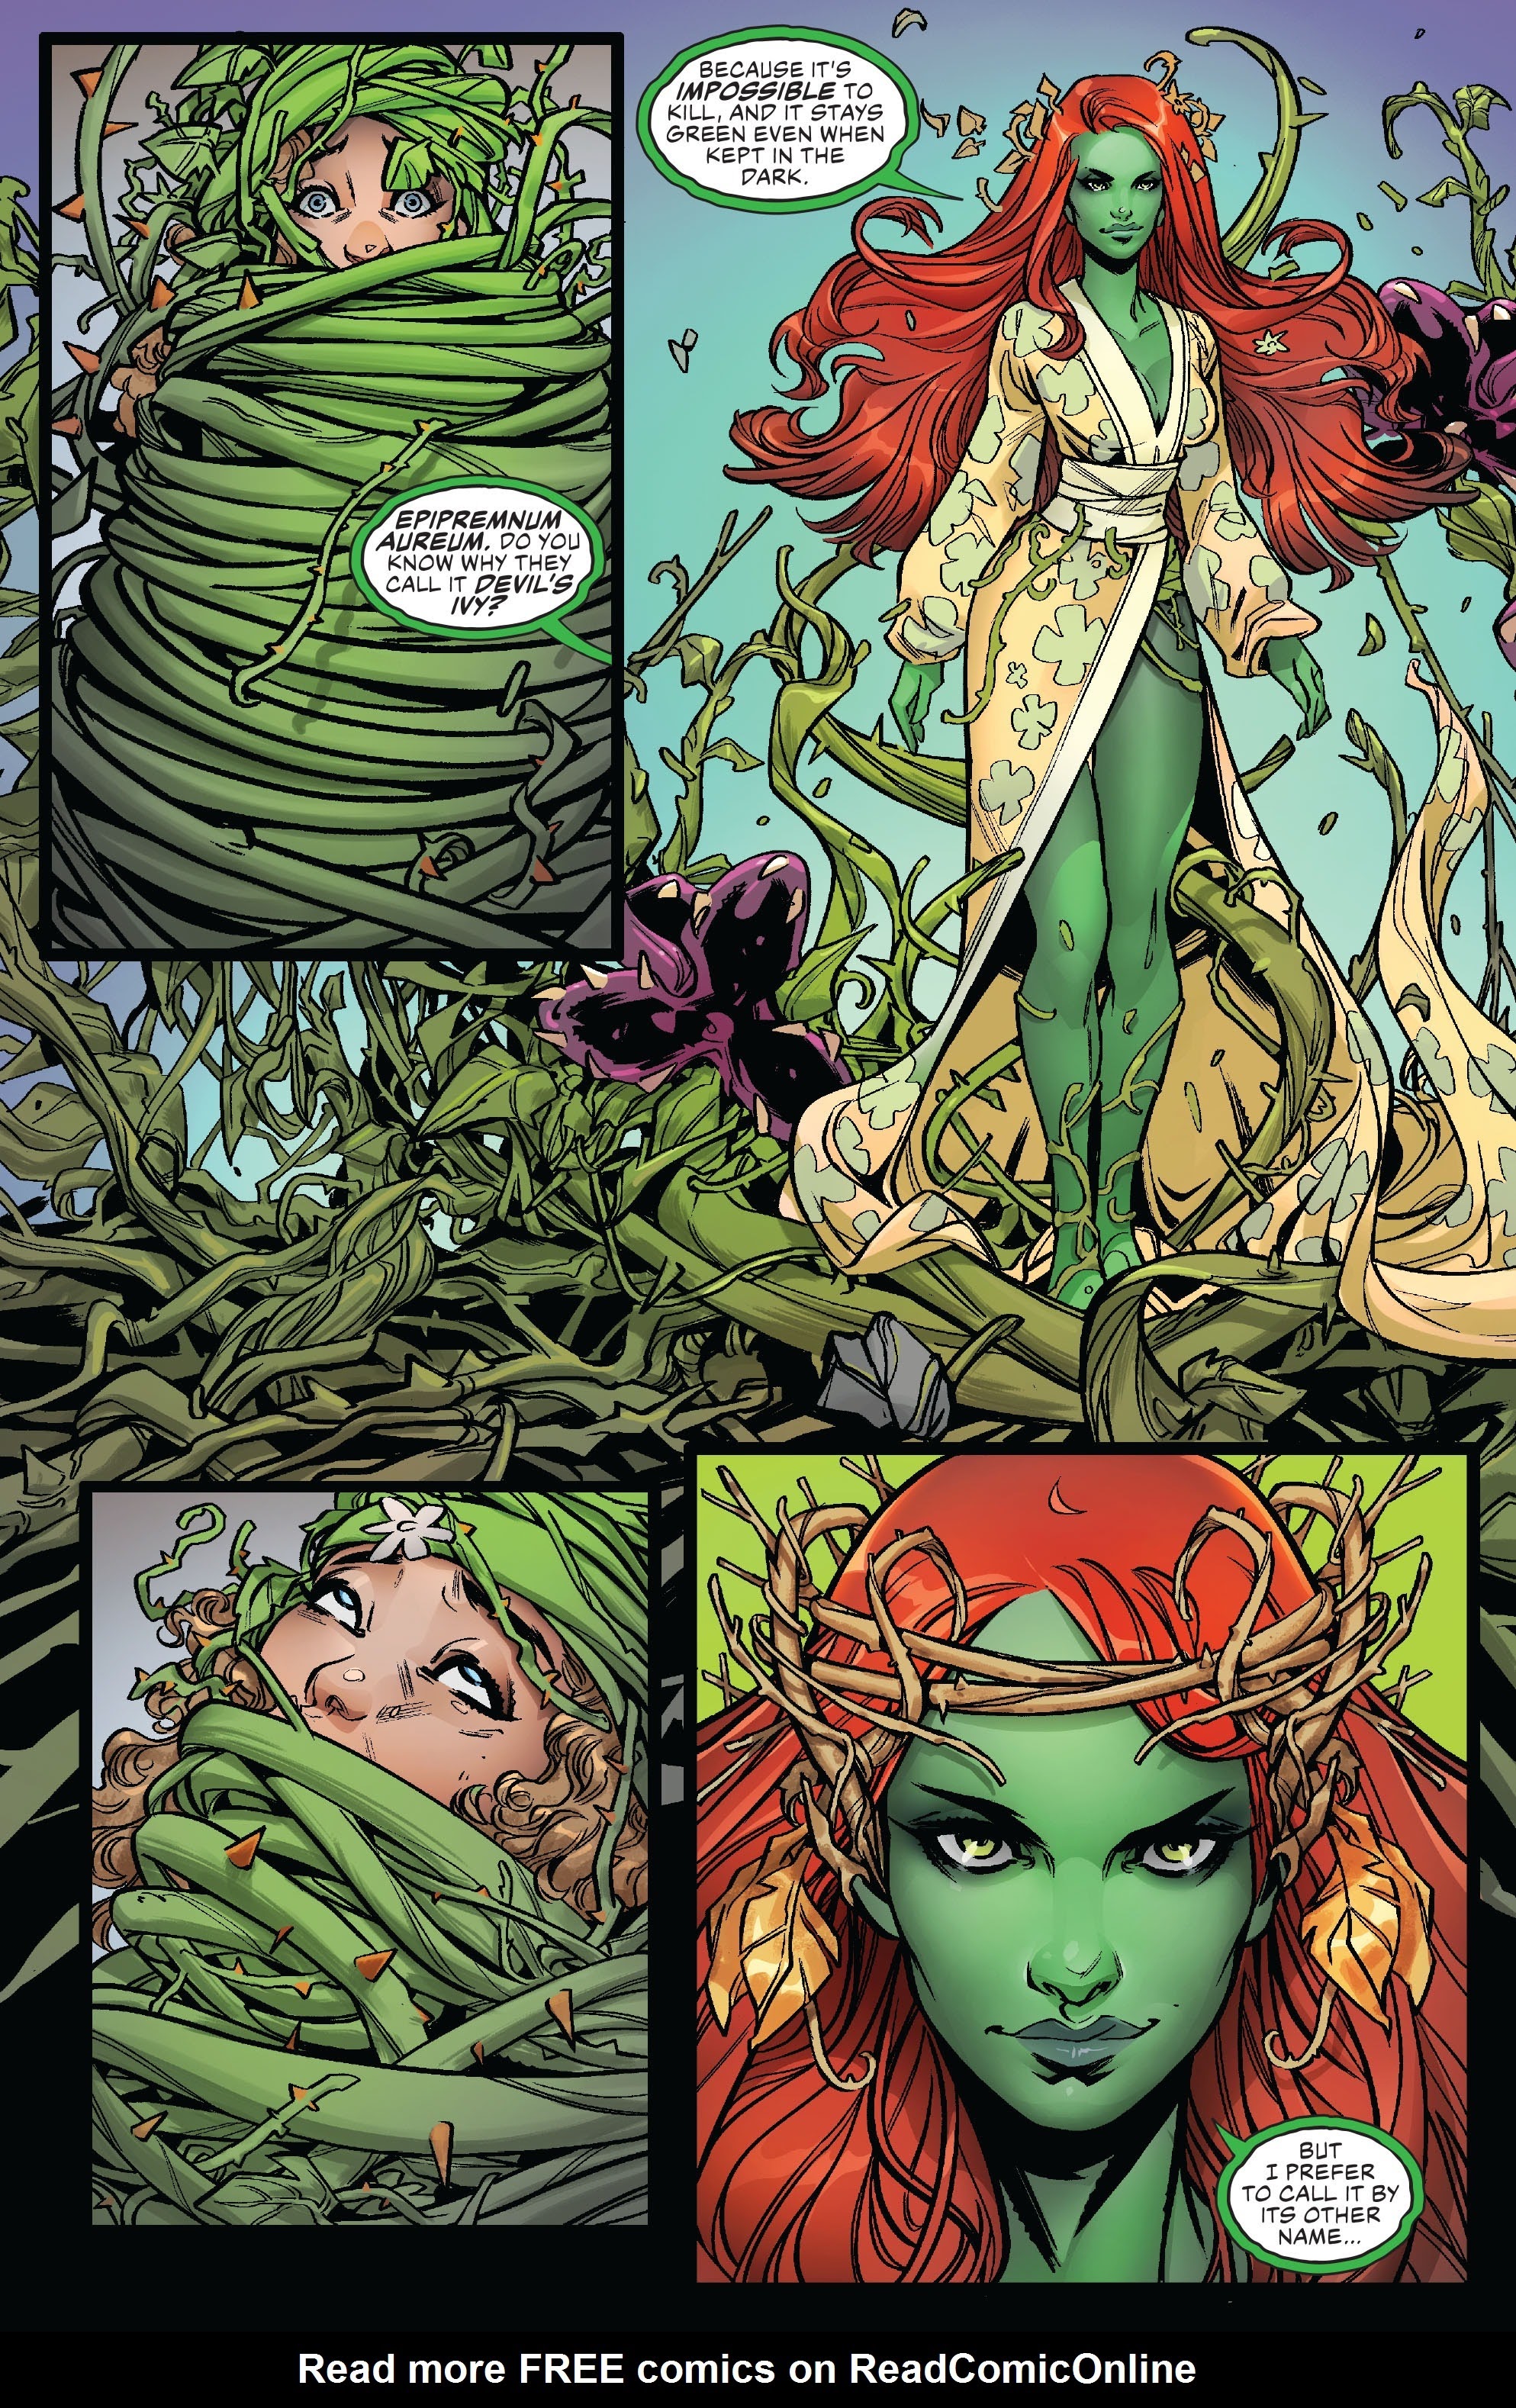 EPIPREMNUM
AUREUM. DO YOU
KNOW WHY THEY
CALL IT DEVIL'S
IVY?
BECAUSE IT'S
IMPOSSIBLE TO
KILL, AND IT STAYS
GREEN EVEN WHEN
KEPT IN THE
DARK.
BUT
I PREFER
TO CALL IT BY
ITS OTHER
NAME...
Read more FREE comics on ReadComicOnline